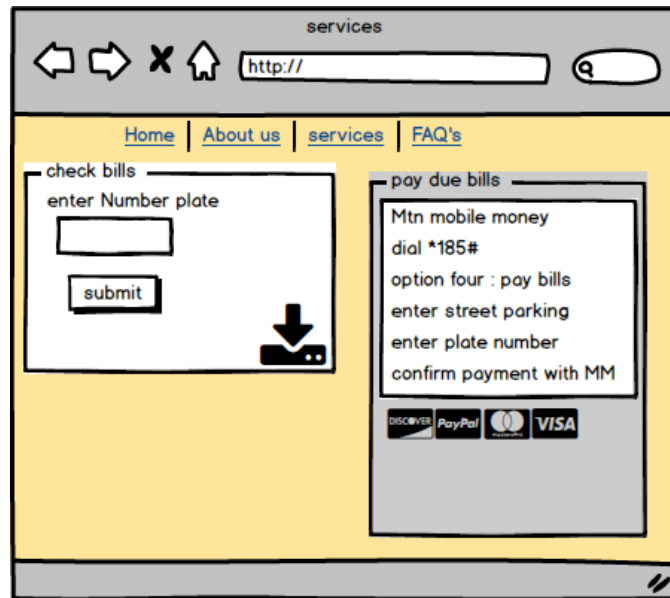 services
http://
Home About us services FAQ's
check bills
enter Number plate
submit
pay due bills
Mtn mobile money
dial *185#
option four : pay bills
enter street parking
enter plate number
confirm payment with MM
DISCOVER PayPal MasterCard VISA